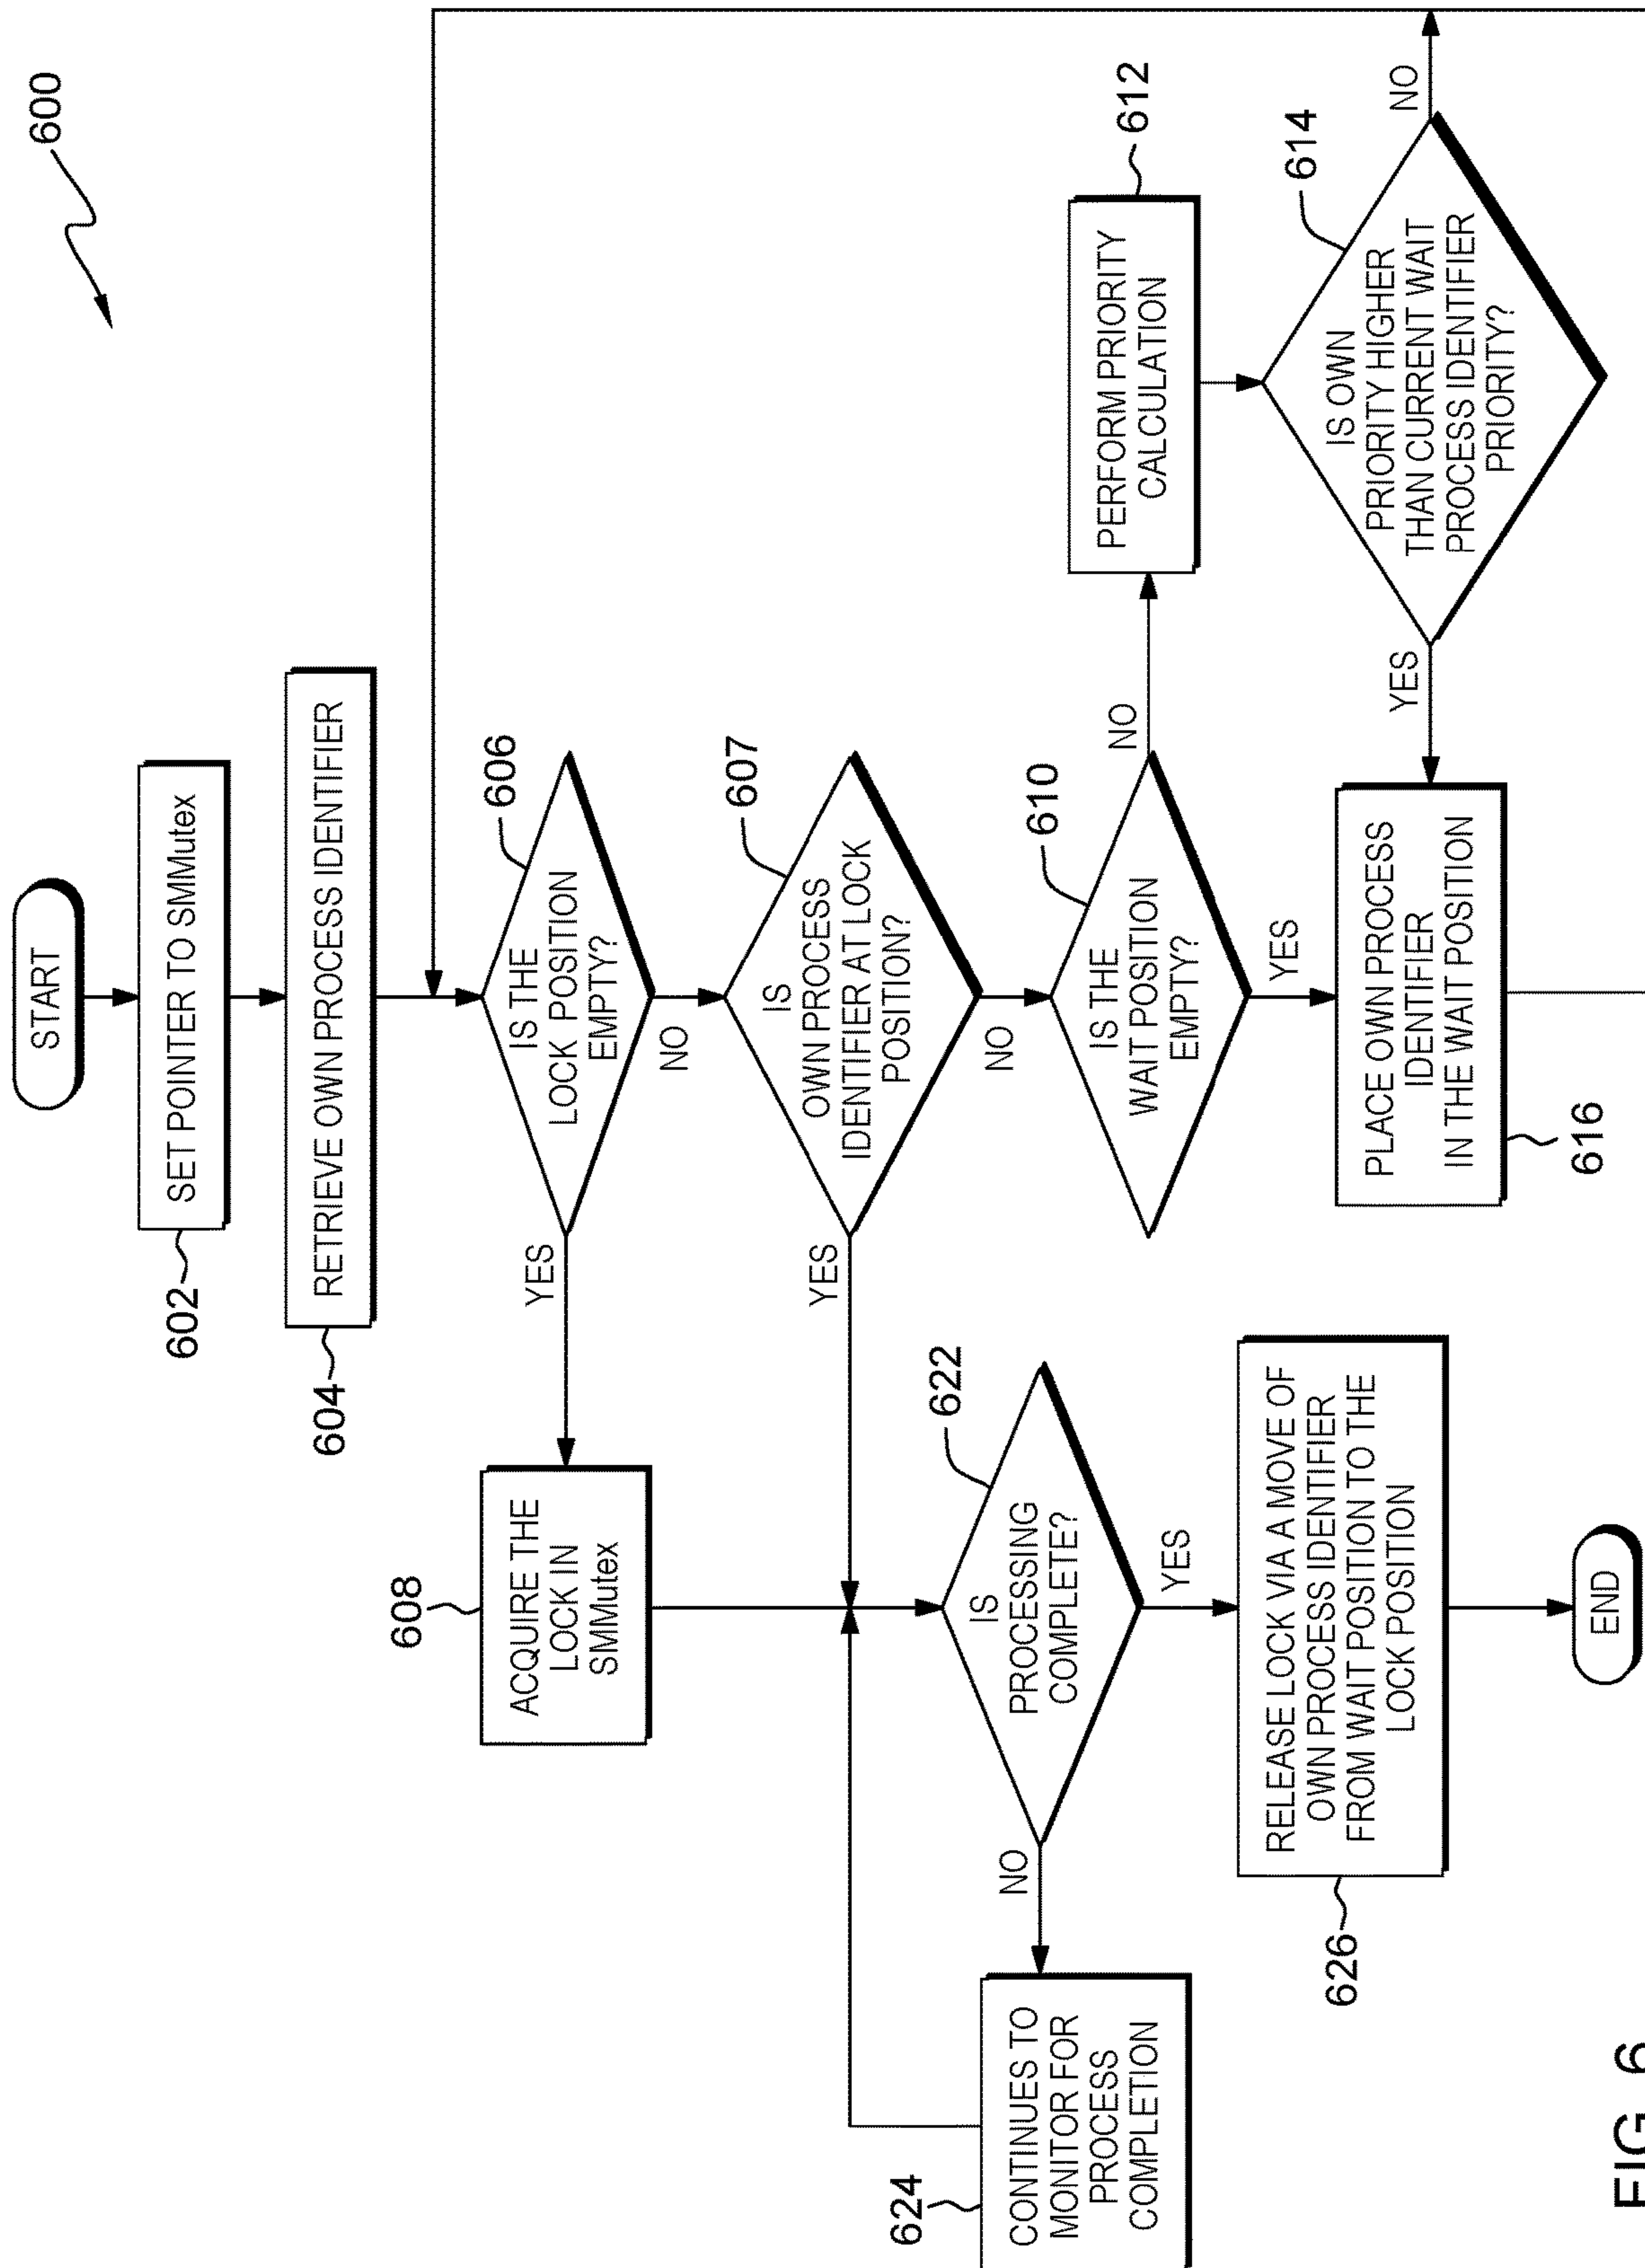 600
START
SET POINTER TO SMMutex
602
RETRIEVE OWN PROCESS IDENTIFIER
604
IS THE
LOCK POSITION
EMPTY?
606
YES
NO
ACQUIRE THE
LOCK IN
SMMutex
608
IS
OWN PROCESS
IDENTIFIER AT LOCK
POSITION?
607
YES
NO
IS THE
WAIT POSITION
EMPTY?
610
NO
YES
PERFORM PRIORITY
CALCULATION
612
IS OWN
PRIORITY HIGHER
THAN CURRENT WAIT
PROCESS IDENTIFIER
PRIORITY?
614
NO
YES
PLACE OWN PROCESS
IDENTIFIER
IN THE WAIT POSITION
616
IS
PROCESSING
COMPLETE?
622
NO
YES
CONTINUES TO
MONITOR FOR
PROCESS
COMPLETION
624
RELEASE LOCK VIA A MOVE OF
OWN PROCESS IDENTIFIER
FROM WAIT POSITION TO THE
LOCK POSITION
626
END
FIG. 6